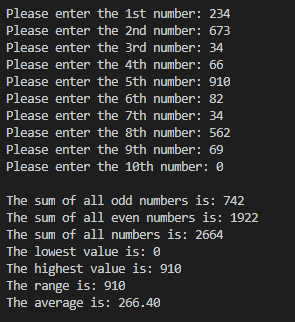 Please enter the 1st number: 234
Please enter the 2nd number: 673
Please enter the 3rd number: 34
Please enter the 4th number: 66
Please enter the 5th number: 910
Please enter the 6th number: 82
Please enter the 7th number: 34
Please enter the 8th number: 562
Please enter the 9th number: 69
Please enter the 10th number: 0

The sum of all odd numbers is: 742
The sum of all even numbers is: 1922
The sum of all numbers is: 2664
The lowest value is: 0
The highest value is: 910
The range is: 910
The average is: 266.40